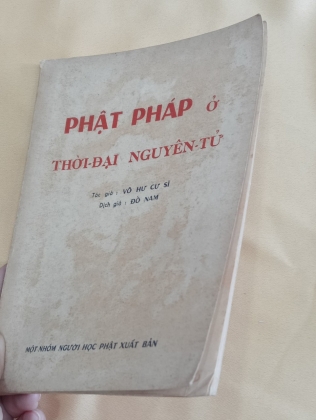 PHẬT PHÁP Ở
THỜI-ĐẠI NGUYÊN-TỬ
Tác giả : VÔ HƯ CƯ SĨ
Dịch giả : ĐỒ NAM
MỘT NHÓM NGƯỜI HỌC PHẬT XUẤT BẢN